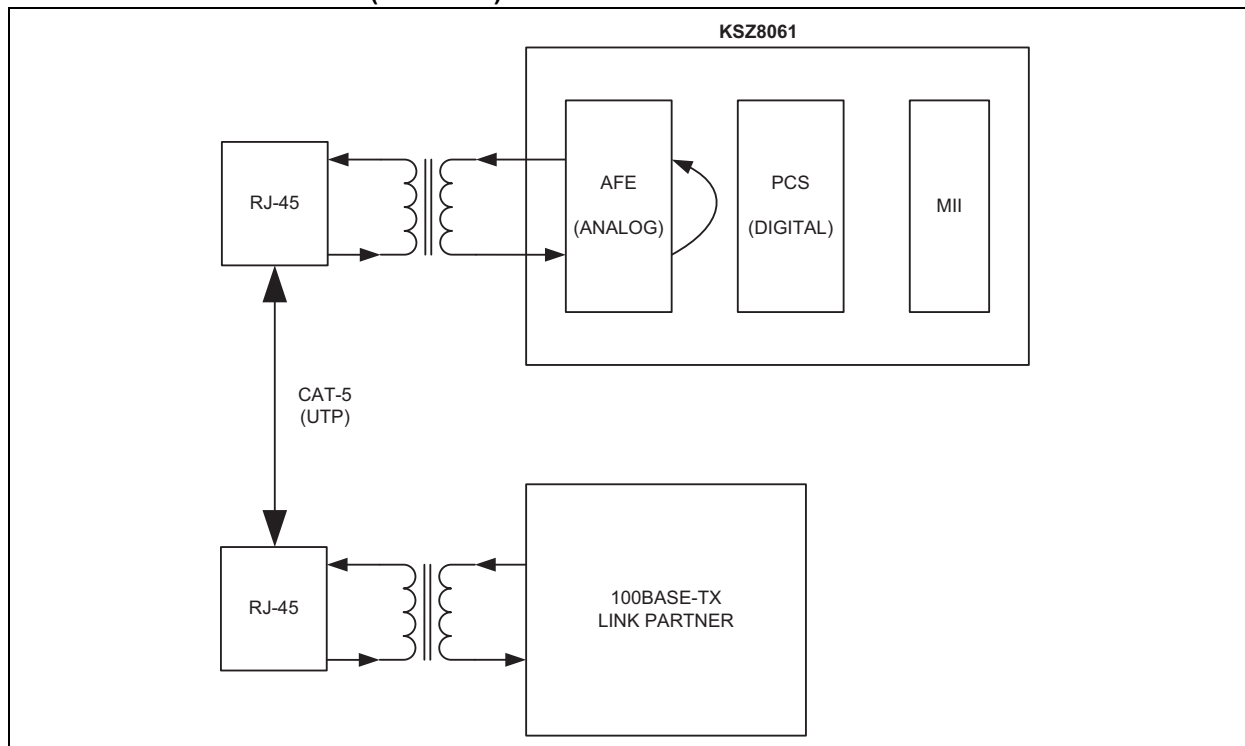 KSZ8061
RJ-45
AFE
(ANALOG)
PCS
(DIGITAL)
MII
CAT-5
(UTP)
RJ-45
100BASE-TX
LINK PARTNER